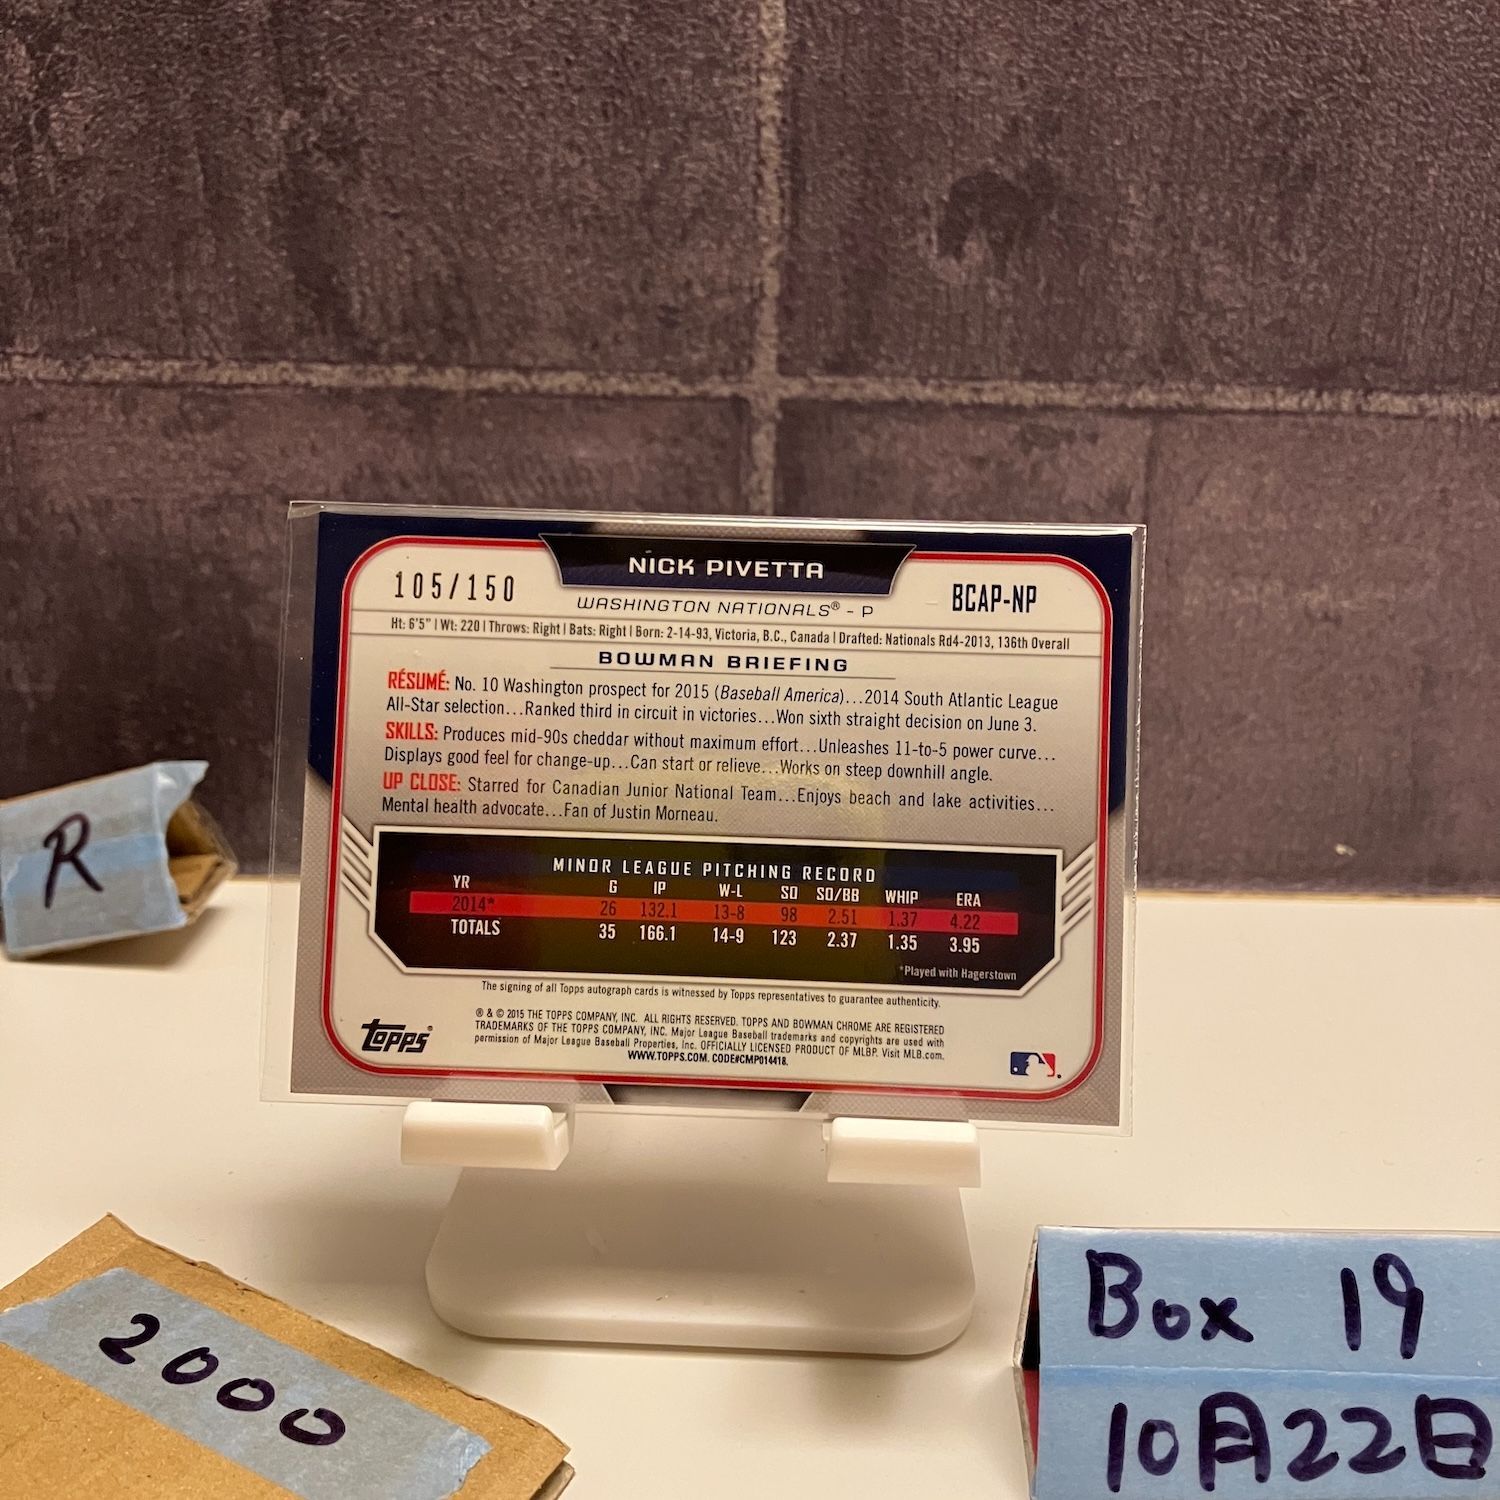 NICK PIVETTA
105/150
BCAP-NP
WASHINGTON NATIONALS® - P
Ht: 6'5" | Wt: 220 | Throws: Right | Bats: Right | Born: 2-14-93, Victoria, B.C., Canada | Drafted: Nationals Rd4-2013, 136th Overall
BOWMAN BRIEFING
RÉSUMÉ: No. 10 Washington prospect for 2015 (Baseball America)...2014 South Atlantic League
All-Star selection...Ranked third in circuit in victories...Won sixth straight decision on June 3.
SKILLS: Produces mid-90s cheddar without maximum effort...Unleashes 11-to-5 power curve...
Displays good feel for change-up...Can start or relieve...Works on steep downhill angle.
UP CLOSE: Starred for Canadian Junior National Team...Enjoys beach and lake activities...
Mental health advocate...Fan of Justin Morneau.
MINOR LEAGUE PITCHING RECORD
YR G IP W-L SO SO/BB WHIP ERA
2014* 26 132.1 13-8 98 2.51 1.37 4.22
TOTALS 35 166.1 14-9 123 2.37 1.35 3.95
*Played with Hagerstown
The signing of all Topps autograph cards is witnessed by Topps representatives to guarantee authenticity.
® & © 2015 THE TOPPS COMPANY, INC. ALL RIGHTS RESERVED. TOPPS AND BOWMAN CHROME ARE REGISTERED
TRADEMARKS OF THE TOPPS COMPANY, INC. Major League Baseball trademarks and copyrights are used with
permission of Major League Baseball Properties, Inc. OFFICIALLY LICENSED PRODUCT OF MLBP. Visit MLB.com.
WWW.TOPPS.COM. CODE#CMP014418.
Topps®
R
2000
Box 19
10月22日